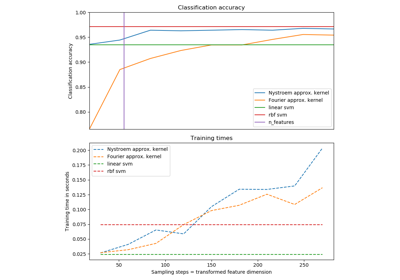 Classification accuracy
1.00
0.95
0.90
0.85
0.80
Classification accuracy
Nystroem approx. kernel
Fourier approx. kernel
linear svm
rbf svm
n_features
Training times
0.200
0.175
0.150
0.125
0.100
0.075
0.050
0.025
Training time in seconds
Nystroem approx. kernel
Fourier approx. kernel
linear svm
rbf svm
50
100
150
200
250
Sampling steps = transformed feature dimension